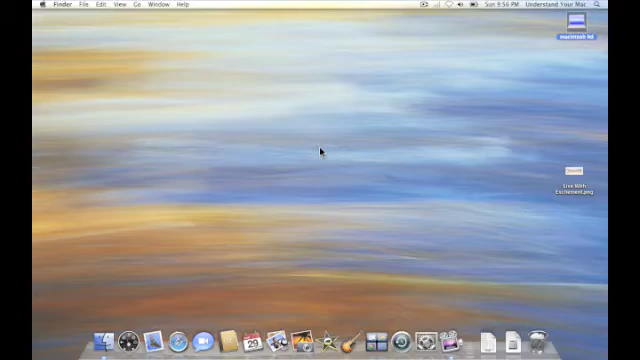 Finder File Edit View Go Window Help Sun 9:56 PM Understand Your Mac
macintosh hd
Live With
Excitement.png
29